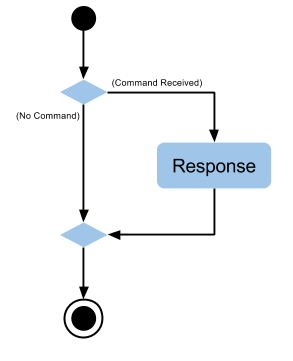 (Command Received)
(No Command)
Response